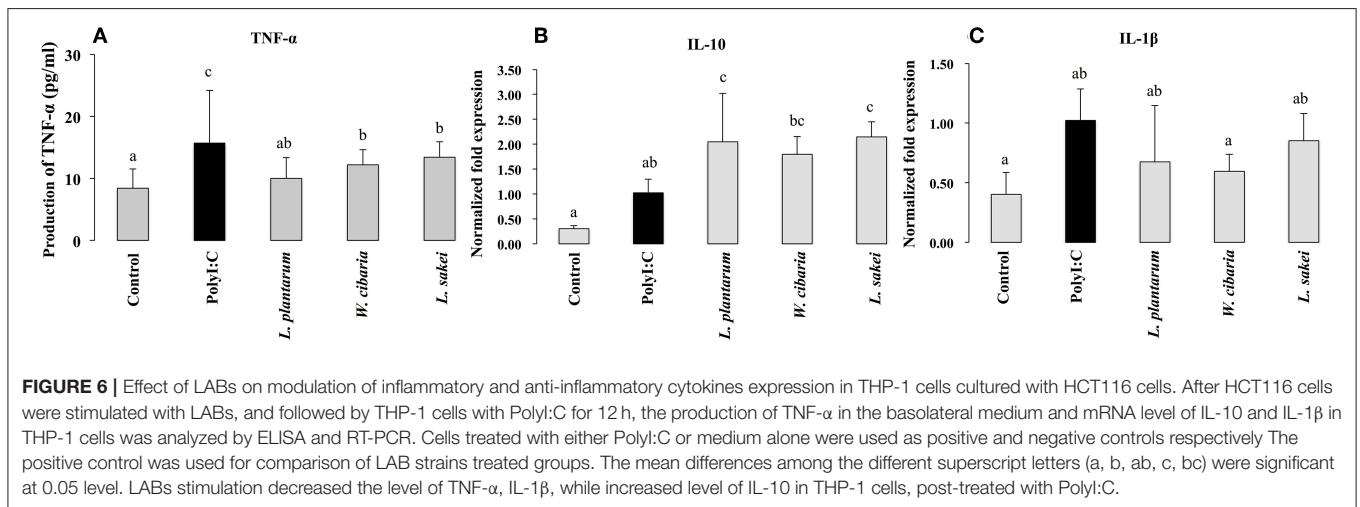 A
TNF-α
Production of TNF-α (pg/ml)
30
20
10
0
a
c
ab
b
b
Control
PolyI:C
L. plantarum
W. cibaria
L. sakei
B
IL-10
Normalized fold expression
3.50
3.00
2.50
2.00
1.50
1.00
0.50
0.00
a
ab
c
bc
c
Control
PolyI:C
L. plantarum
W. cibaria
L. sakei
C
IL-1β
Normalized fold expression
1.50
1.00
0.50
0.00
a
ab
ab
a
ab
Control
PolyI:C
L. plantarum
W. cibaria
L. sakei
FIGURE 6 | Effect of LABs on modulation of inflammatory and anti-inflammatory cytokines expression in THP-1 cells cultured with HCT116 cells. After HCT116 cells
were stimulated with LABs, and followed by THP-1 cells with PolyI:C for 12 h, the production of TNF-α in the basolateral medium and mRNA level of IL-10 and IL-1β in
THP-1 cells was analyzed by ELISA and RT-PCR. Cells treated with either PolyI:C or medium alone were used as positive and negative controls respectively The
positive control was used for comparison of LAB strains treated groups. The mean differences among the different superscript letters (a, b, ab, c, bc) were significant
at 0.05 level. LABs stimulation decreased the level of TNF-α, IL-1β, while increased level of IL-10 in THP-1 cells, post-treated with PolyI:C.